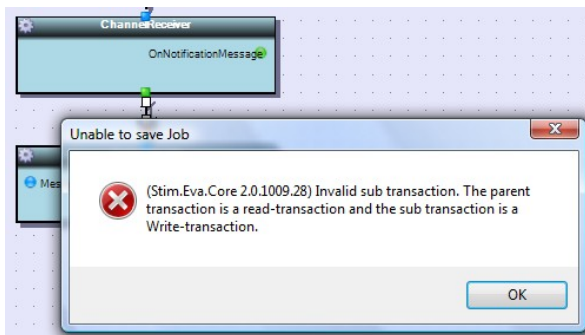 ChannelReceiver
OnNotificationMessage
Unable to save Job
Mes
(Stim.Eva.Core 2.0.1009.28) Invalid sub transaction. The parent
transaction is a read-transaction and the sub transaction is a
Write-transaction.
OK